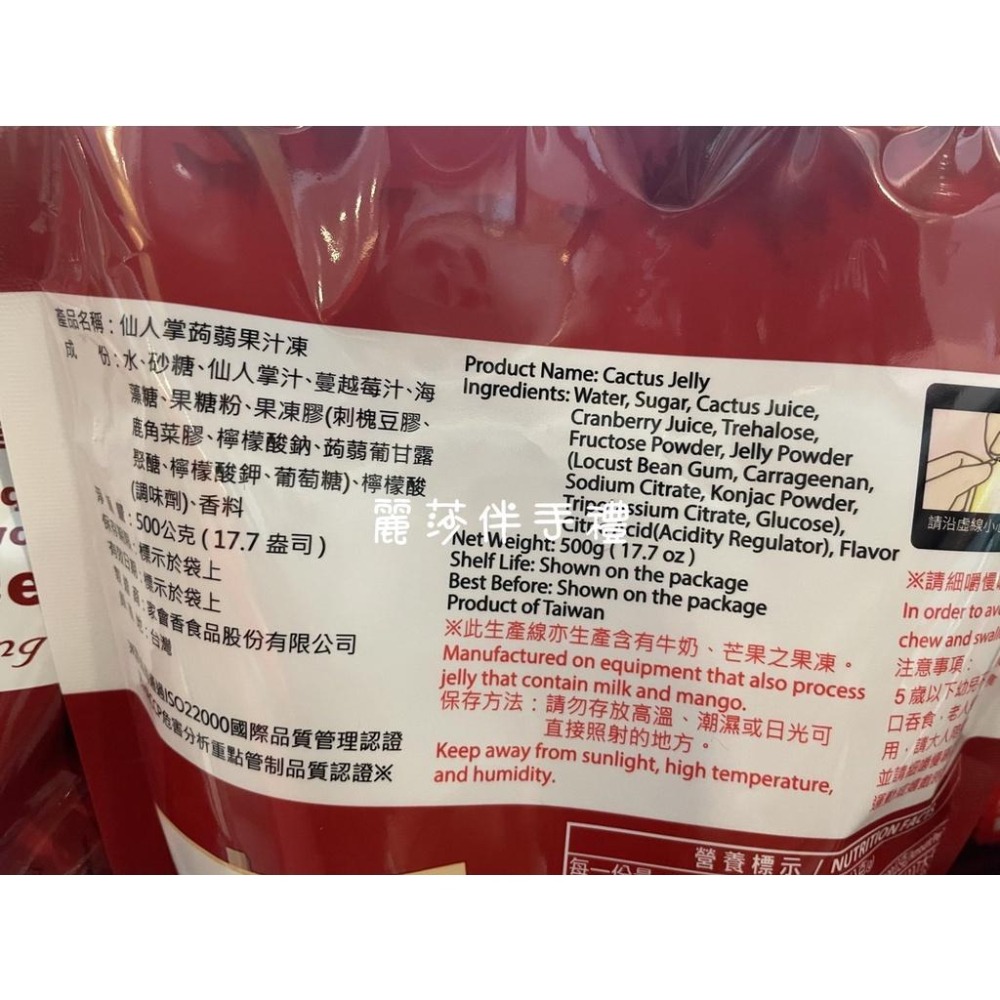 產品名稱：仙人掌蒟蒻果汁凍
成 份：水、砂糖、仙人掌汁、蔓越莓汁、海
藻糖、果糖粉、果凍膠(刺槐豆膠、
鹿角菜膠、檸檬酸鈉、蒟蒻葡甘露
聚醣、檸檬酸鉀、葡萄糖)、檸檬酸
(調味劑)、香料
量：500公克 ( 17.7 盎司 )
標示於袋上
標示於袋上
家會香食品股份有限公司
地：台灣
ISO22000國際品質管理認證
危害分析重點管制品質認證※
Product Name: Cactus Jelly
Ingredients: Water, Sugar, Cactus Juice,
Cranberry Juice, Trehalose,
Fructose Powder, Jelly Powder
(Locust Bean Gum, Carrageenan,
Sodium Citrate, Konjac Powder,
Tripotassium Citrate, Glucose),
Citric Acid(Acidity Regulator), Flavor
Net Weight: 500g ( 17.7 oz )
Shelf Life: Shown on the package
Best Before: Shown on the package
Product of Taiwan
※此生產線亦生產含有牛奶、芒果之果凍。
Manufactured on equipment that also process
jelly that contain milk and mango.
保存方法：請勿存放高溫、潮濕或日光可
直接照射的地方。
Keep away from sunlight, high temperature,
and humidity.
麗莎伴手禮
請沿虛線小
※請細嚼慢
In order to av
chew and swal
注意事項：
5 歲以下幼兒
口吞食,老人
用,請大人
營養標示 / NUTRITION FACTS
每一份量